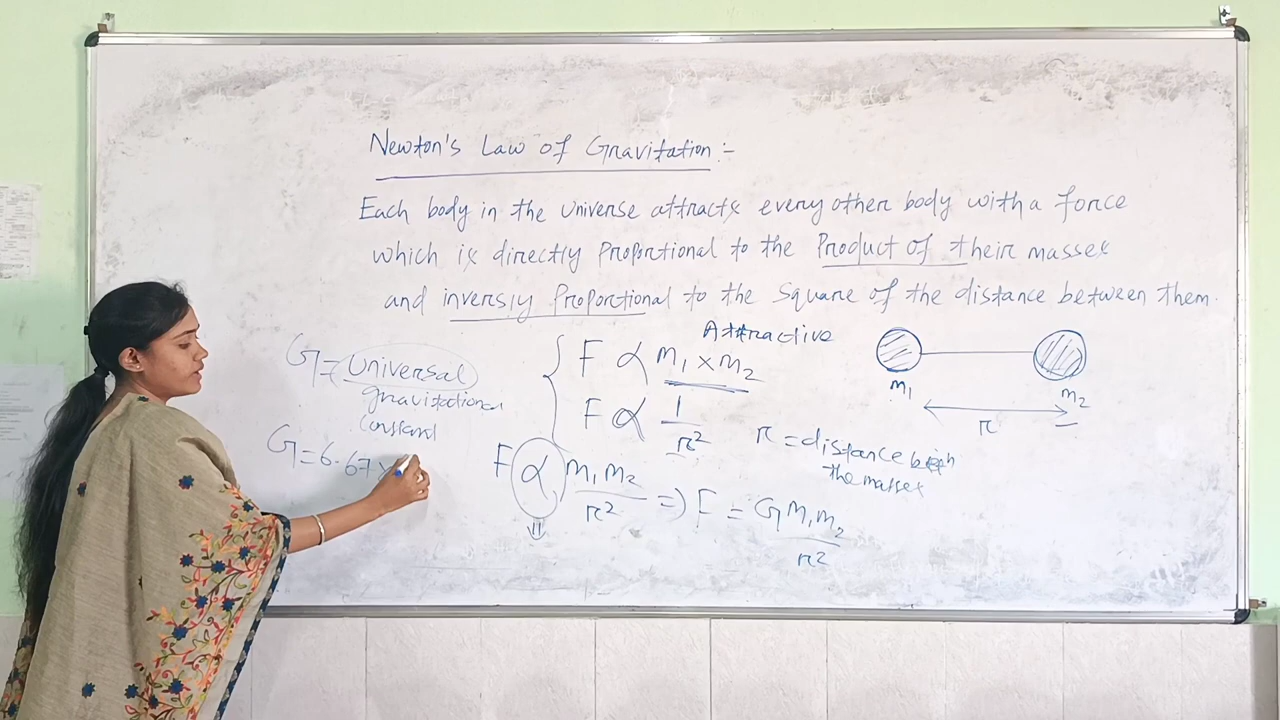 Newton's Law of Gravitation :-
Each body in the universe attracts every other body with a force
which is directly proportional to the Product of their masses
and inversly proportional to the square of the distance between them.
Attractive
F ∝ m₁ × m₂
F ∝ 1/r²
F ∝ m₁m₂/r² => F = G m₁m₂/r²
G = Universal
gravitational
constant
G = 6.67 ×
m₁
m₂
r
r = distance
the masses